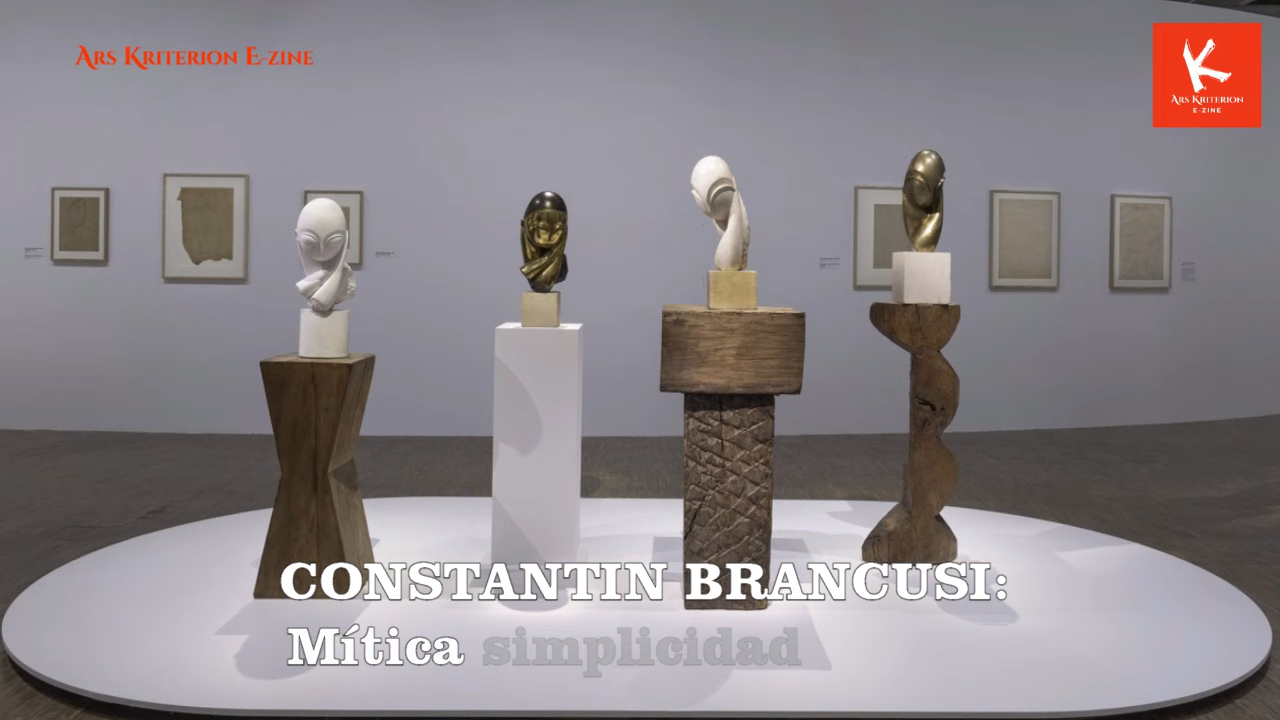 Ars Kriterion E-zine
K
Ars Kriterion
E-ZINE
CONSTANTIN BRANCUSI:
Mítica simplicidad